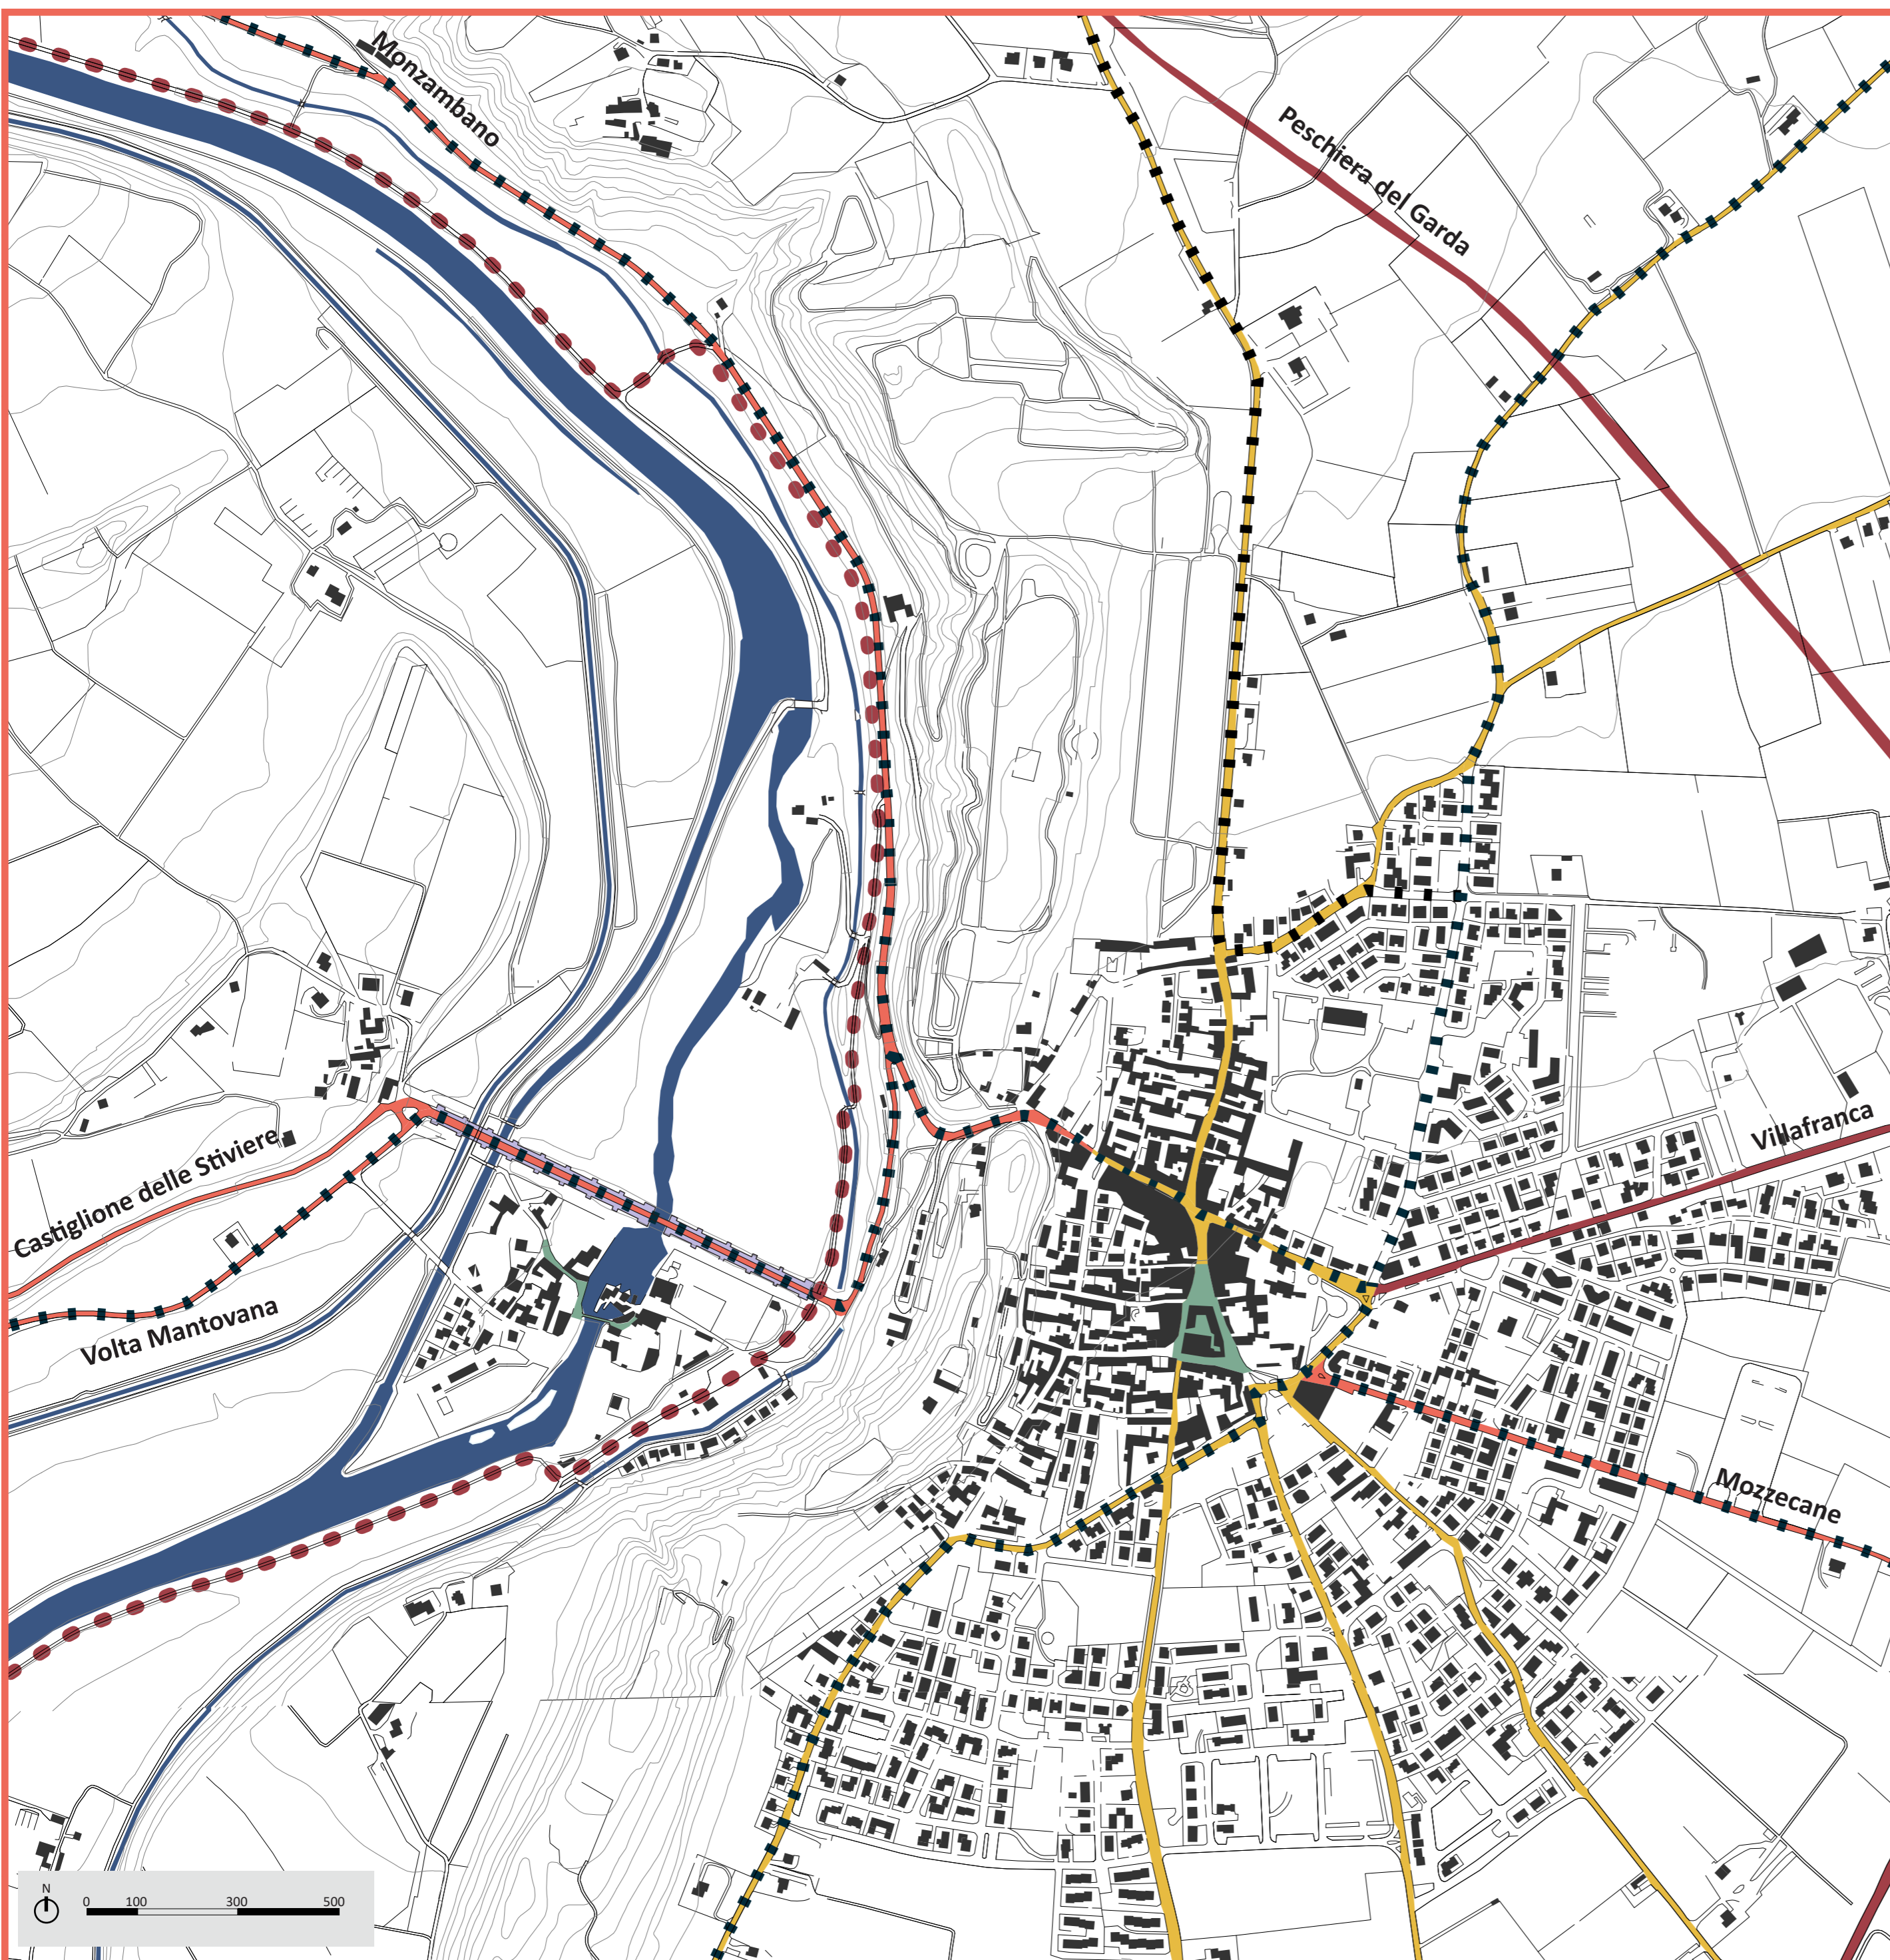 Monzambano
Peschiera del Garda
Villafranca
Castiglione delle Stiviere
Volta Mantovana
Mozzecane
N
0 100 300 500